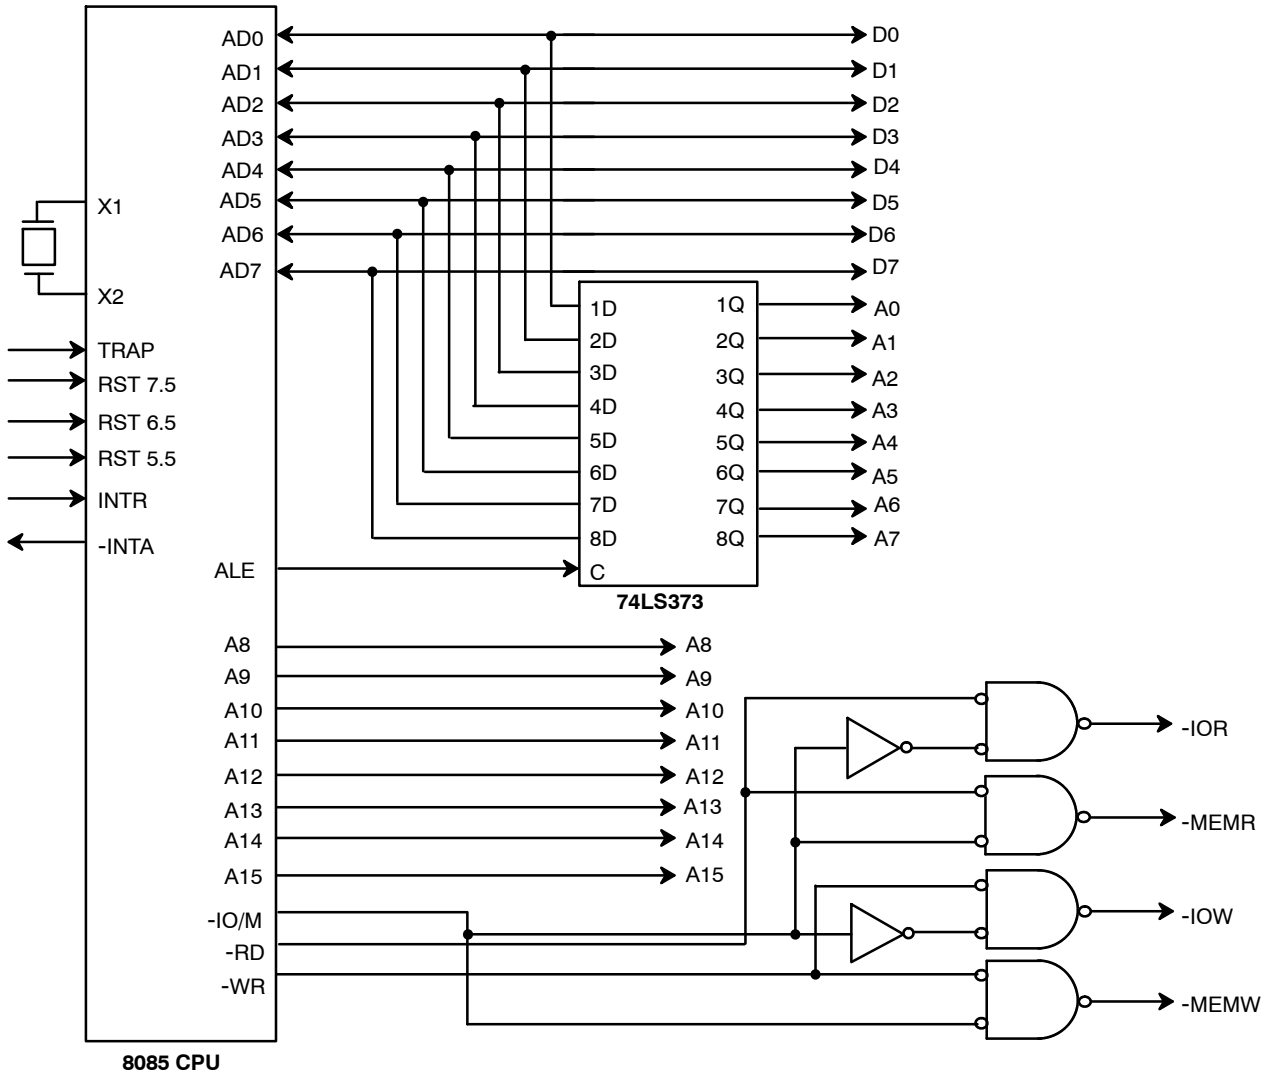 AD0
D0
AD1
D1
AD2
D2
AD3
D3
AD4
D4
AD5
D5
AD6
D6
AD7
D7
X1
X2
TRAP
RST 7.5
RST 6.5
RST 5.5
INTR
-INTA
1D
1Q
A0
2D
2Q
A1
3D
3Q
A2
4D
4Q
A3
5D
5Q
A4
6D
6Q
A5
7D
7Q
A6
8D
8Q
A7
ALE
C
74LS373
A8
A8
A9
A9
A10
A10
A11
A11
A12
A12
A13
A13
A14
A14
A15
A15
-IO/M
-RD
-WR
-IOR
-MEMR
-IOW
-MEMW
8085 CPU